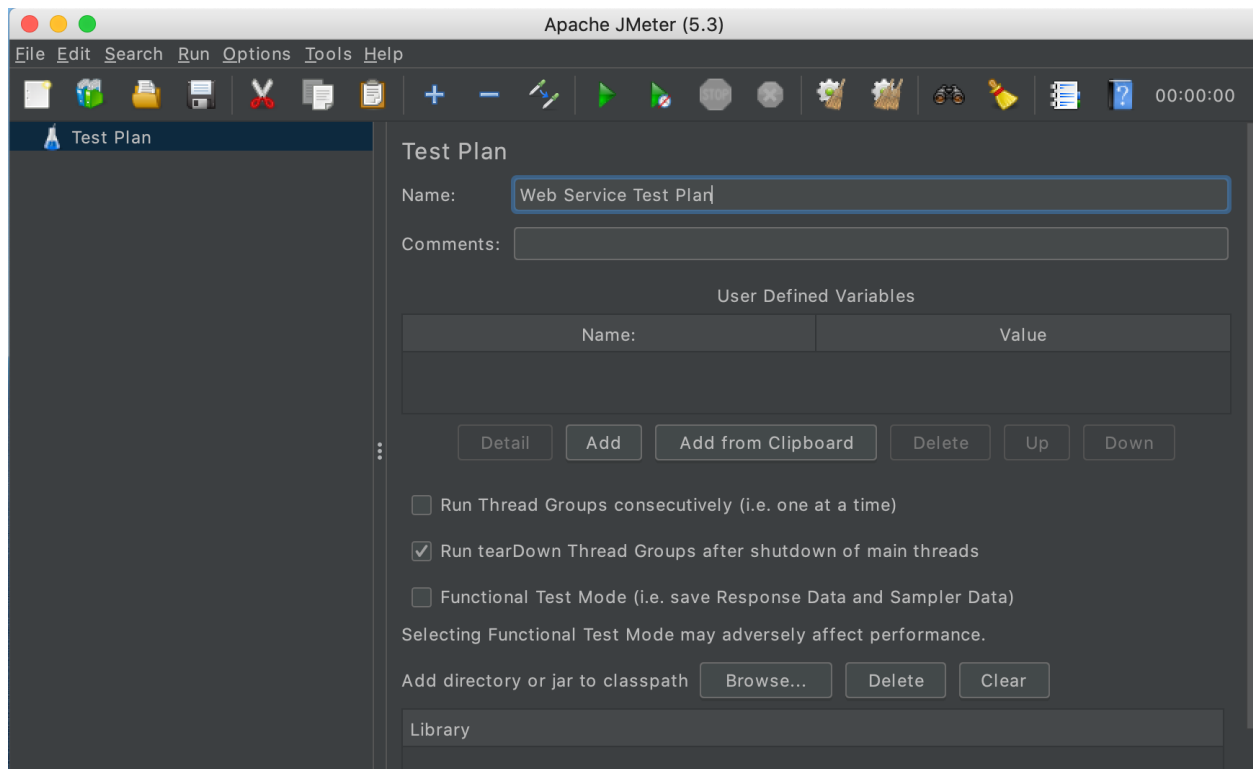 Apache JMeter (5.3)
File Edit Search Run Options Tools Help
STOP ? 00:00:00
Test Plan
Test Plan
Name: Web Service Test Plan
Comments:
User Defined Variables
Name: Value
Detail Add Add from Clipboard Delete Up Down
Run Thread Groups consecutively (i.e. one at a time)
Run tearDown Thread Groups after shutdown of main threads
Functional Test Mode (i.e. save Response Data and Sampler Data)
Selecting Functional Test Mode may adversely affect performance.
Add directory or jar to classpath Browse... Delete Clear
Library